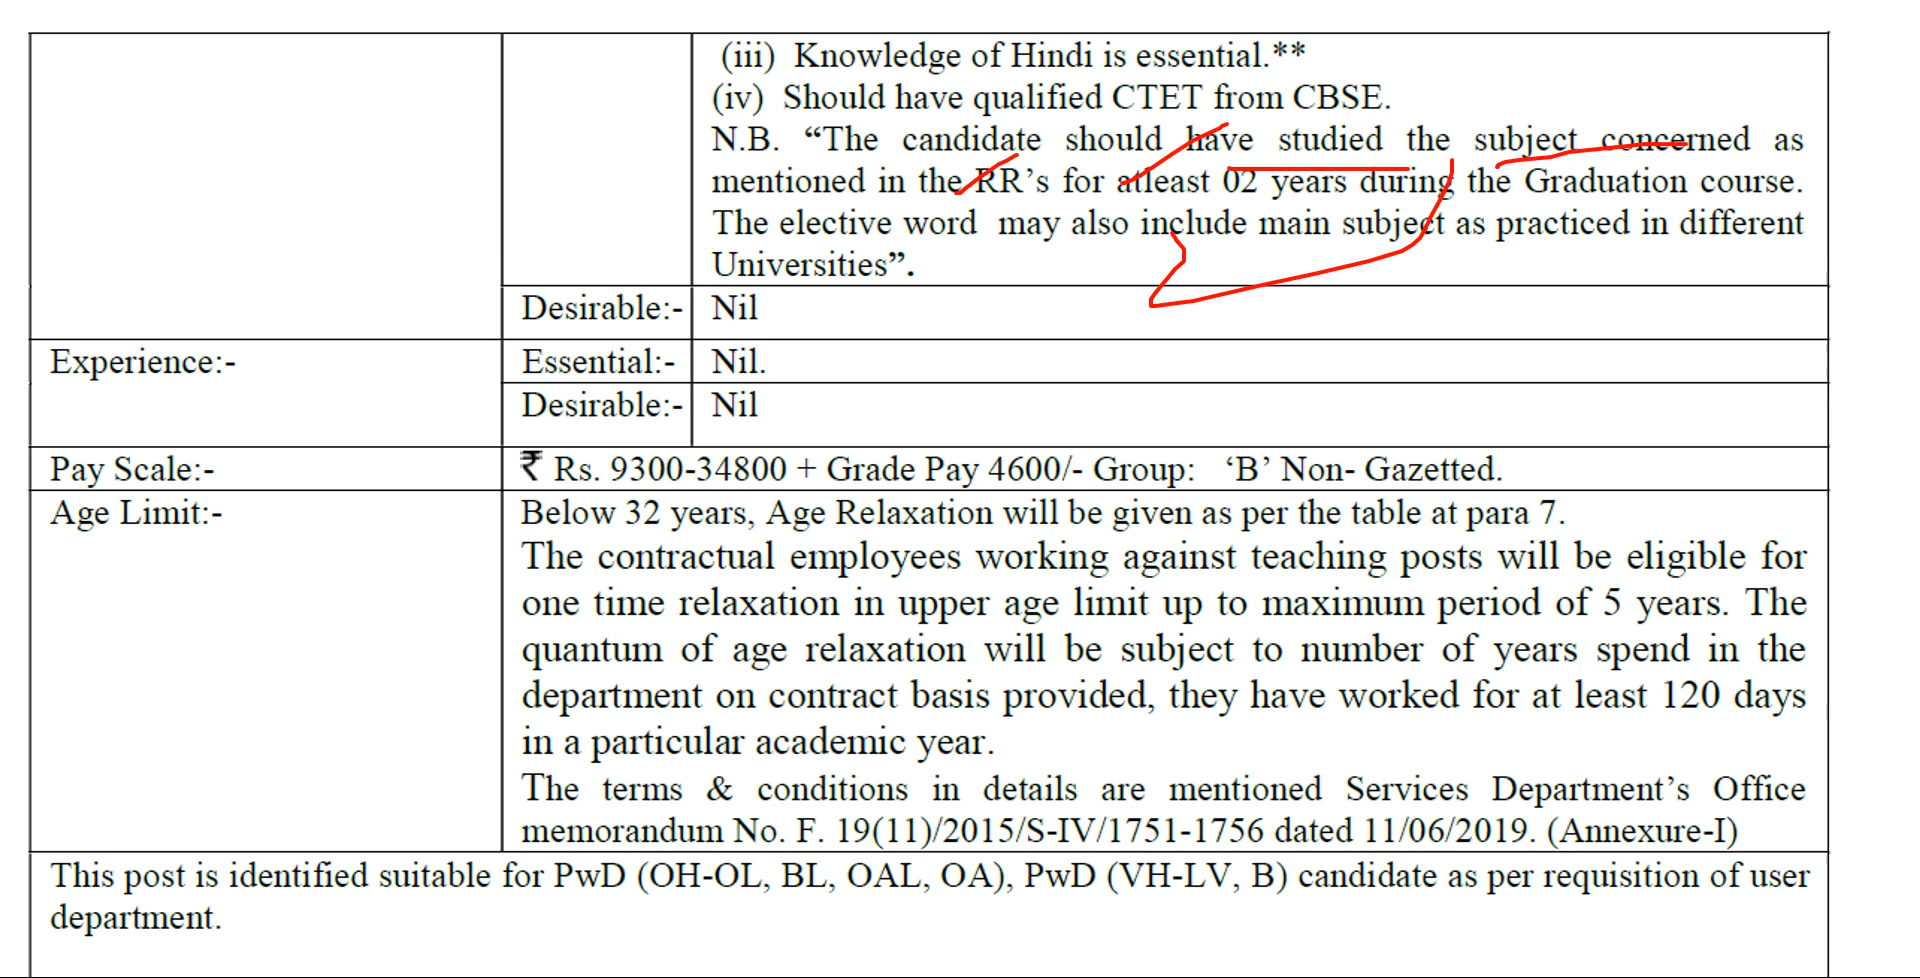 (iii) Knowledge of Hindi is essential.**
(iv) Should have qualified CTET from CBSE.
N.B. “The candidate should have studied the subject concerned as
mentioned in the RR’s for atleast 02 years during the Graduation course.
The elective word may also include main subject as practiced in different
Universities”.
Desirable:- Nil
Experience:- Essential:- Nil.
Desirable:- Nil
Pay Scale:- ₹ Rs. 9300-34800 + Grade Pay 4600/- Group: ‘B’ Non- Gazetted.
Age Limit:- Below 32 years, Age Relaxation will be given as per the table at para 7.
The contractual employees working against teaching posts will be eligible for
one time relaxation in upper age limit up to maximum period of 5 years. The
quantum of age relaxation will be subject to number of years spend in the
department on contract basis provided, they have worked for at least 120 days
in a particular academic year.
The terms & conditions in details are mentioned Services Department’s Office
memorandum No. F. 19(11)/2015/S-IV/1751-1756 dated 11/06/2019. (Annexure-I)
This post is identified suitable for PwD (OH-OL, BL, OAL, OA), PwD (VH-LV, B) candidate as per requisition of user
department.